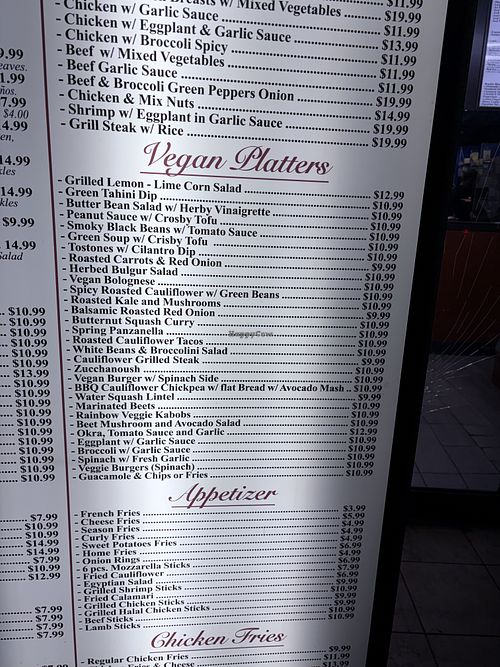 $11.99
Breasts w/ Mixed Vegetables $19.99
- Chicken w/ Garlic Sauce $11.99
- Chicken w/ Eggplant & Garlic Sauce $13.99
- Chicken w/ Broccoli Spicy $11.99
- Beef w/ Mixed Vegetables $11.99
- Beef Garlic Sauce $11.99
- Beef & Broccoli Green Peppers Onion $19.99
- Chicken & Mix Nuts $14.99
- Shrimp w/ Eggplant in Garlic Sauce $19.99
- Grill Steak w/ Rice $19.99
Vegan Platters
- Grilled Lemon - Lime Corn Salad $12.99
- Green Tahini Dip $10.99
- Butter Bean Salad w/ Herby Vinaigrette $10.99
- Peanut Sauce w/ Crosby Tofu $10.99
- Smoky Black Beans w/ Tomato Sauce $10.99
- Green Soup w/ Crisby Tofu $10.99
- Tostones w/ Cilantro Dip $10.99
- Roasted Carrots & Red Onion $9.99
- Herbed Bulgur Salad $10.99
- Vegan Bolognese $10.99
- Spicy Roasted Cauliflower w/ Green Beans $10.99
- Roasted Kale and Mushrooms $10.99
- Balsamic Roasted Red Onion $9.99
- Butternut Squash Curry $10.99
- Spring Panzanella $10.99
- Roasted Cauliflower Tacos $10.99
- White Beans & Broccolini Salad $10.99
- Cauliflower Grilled Steak $9.99
- Zucchanoush $10.99
- Vegan Burger w/ Spinach Side $10.99
- BBQ Cauliflower Chickpea w/ flat Bread w/ Avocado Mash .. $10.99
- Water Squash Lintel $9.99
- Marinated Beets $10.99
- Rainbow Veggie Kabobs $10.99
- Beet Mushroom and Avocado Salad $10.99
- Okra, Tomato Sauce and Garlic $12.99
- Eggplant w/ Garlic Sauce $10.99
- Broccoli w/ Garlic Sauce $10.99
- Spinach w/ Fresh Garlic $10.99
- Veggie Burgers (Spinach) $10.99
- Guacamole & Chips or Fries $10.99
Appetizer
- French Fries $3.99
- Cheese Fries $5.99
- Season Fries $4.99
- Curly Fries $4.99
- Sweet Potatoes Fries $6.99
- Home Fries $4.99
- Onion Rings $6.99
- 6 pcs. Mozzarella Sticks $7.99
- Fried Cauliflower $6.99
- Egyptian Salad $9.99
- Grilled Shrimp Sticks $10.99
- Fried Calamari $9.99
- Grilled Chicken Sticks
- Grilled Halal Chicken Sticks $9.99
- Beef Sticks $10.99
- Lamb Sticks $10.99
Chicken Fries
- Regular Chicken Fries $9.99
Fries & Cheese $11.99
$13.99